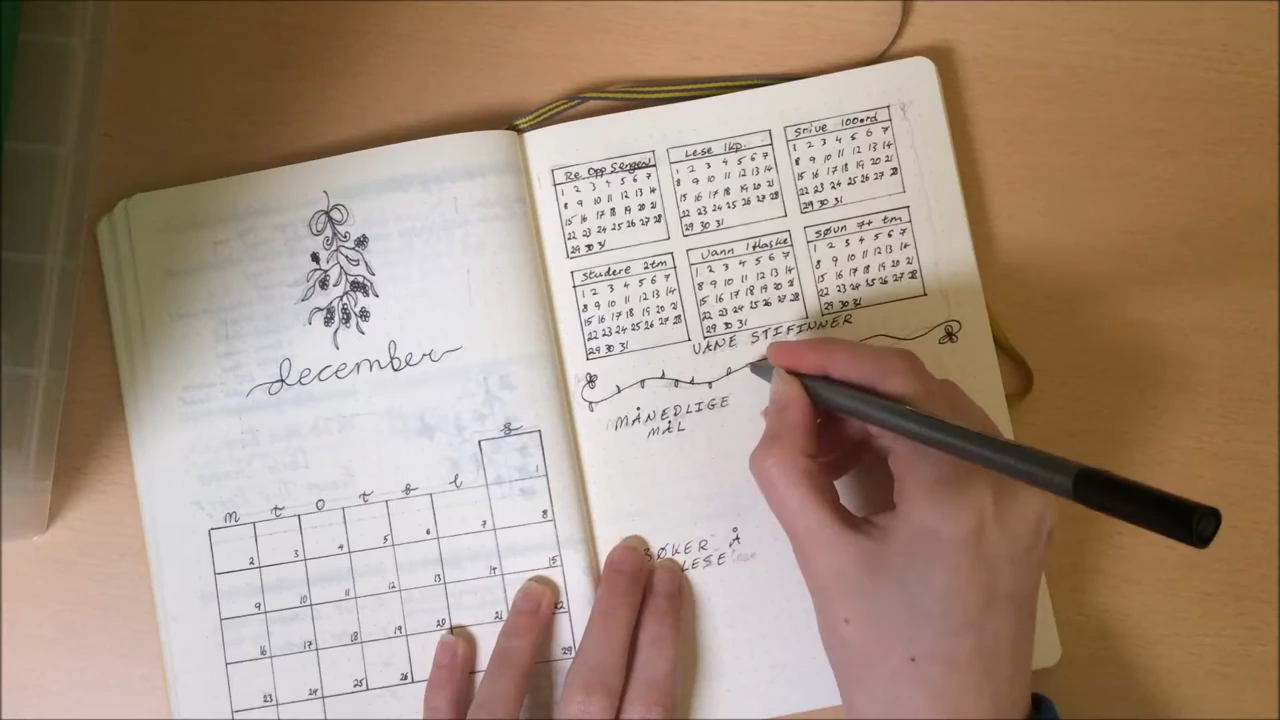 december
S
M T O T F L
1
2 3 4 5 6 7 8
9 10 11 12 13 14 15
16 17 18 19 20 21 22
23 24 25 26 29
Re. Opp Sengen
1 2 3 4 5 6 7
8 9 10 11 12 13 14
15 16 17 18 19 20 21
22 23 24 25 26 27 28
29 30 31
Lese 1kp.
1 2 3 4 5 6 7
8 9 10 11 12 13 14
15 16 17 18 19 20 21
22 23 24 25 26 27 28
29 30 31
Srive 100ord
1 2 3 4 5 6 7
8 9 10 11 12 13 14
15 16 17 18 19 20 21
22 23 24 25 26 27 28
29 30 31
Studere 2tm
1 2 3 4 5 6 7
8 9 10 11 12 13 14
15 16 17 18 19 20 21
22 23 24 25 26 27 28
29 30 31
Vann 1flaske
1 2 3 4 5 6 7
8 9 10 11 12 13 14
15 16 17 18 19 20 21
22 23 24 25 26 27 28
29 30 31
Søvn 7+ tm
1 2 3 4 5 6 7
8 9 10 11 12 13 14
15 16 17 18 19 20 21
22 23 24 25 26 27 28
29 30 31
VANE STIFINNER
MÅNEDLIGE
MÅL
BØKER Å
LESE